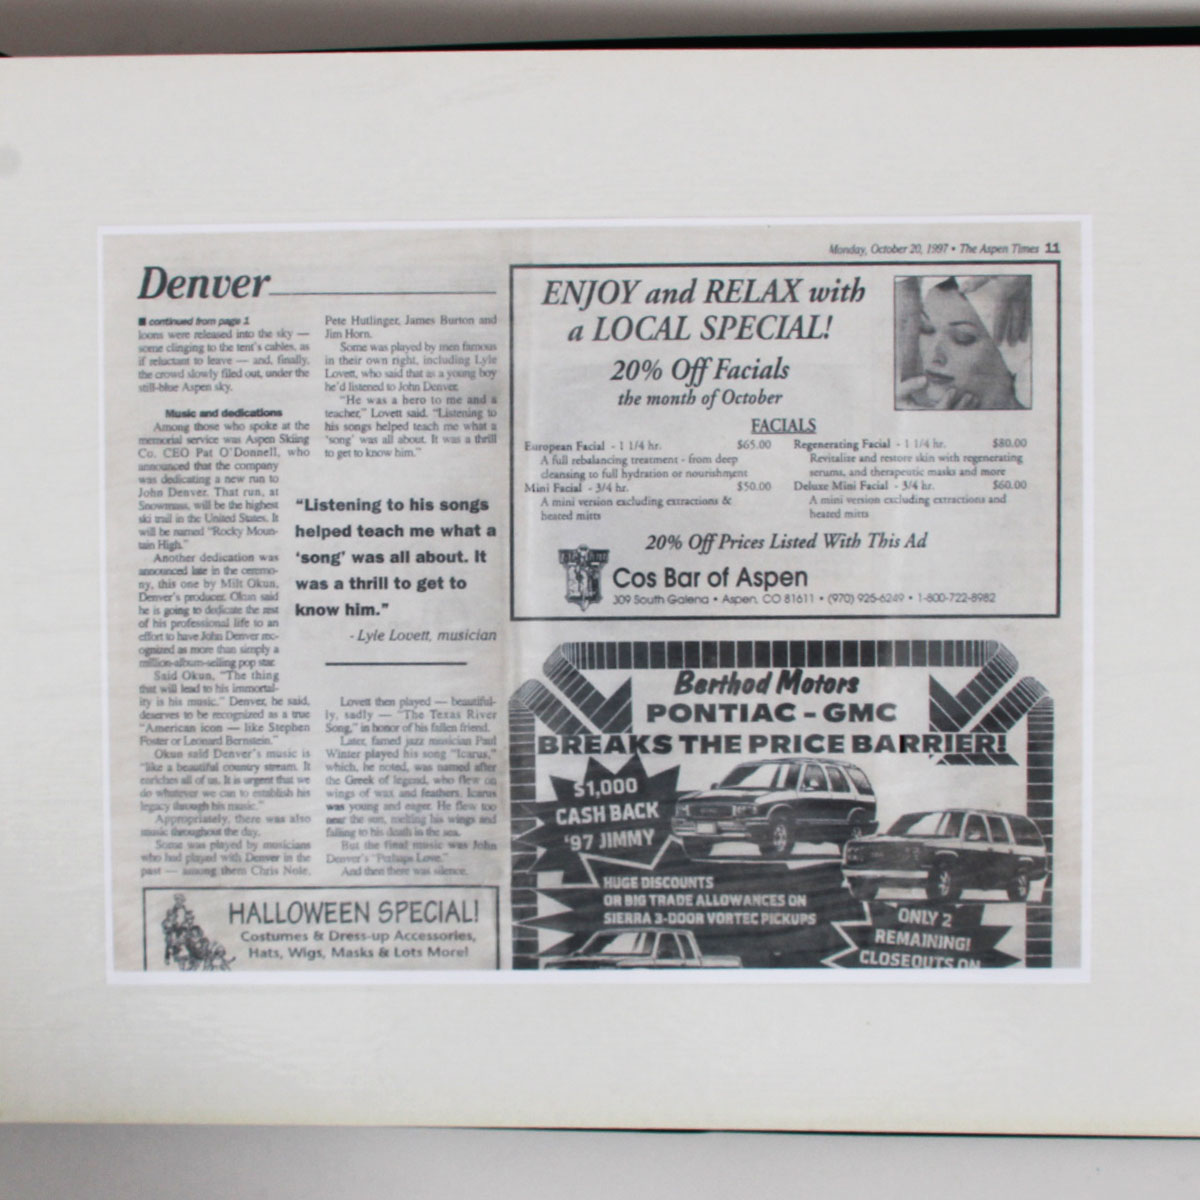 Monday, October 20, 1997 • The Aspen Times 11
Denver
■ continued from page 1
loons were released into the sky —
some clinging to the tent's cables, as
if reluctant to leave — and, finally,
the crowd slowly filed out, under the
still-blue Aspen sky.
Music and dedications
Among those who spoke at the
memorial service was Aspen Skiing
Co. CEO Pat O'Donnell, who
announced that the company
was dedicating a new run to
John Denver. That run, at
Snowmass, will be the highest
ski trail in the United States. It
will be named "Rocky Moun-
tain High."
Another dedication was
announced late in the ceremo-
ny, this one by Milt Okun,
Denver's producer. Okun said
he is going to dedicate the rest
of his professional life to an
effort to have John Denver rec-
ognized as more than simply a
million-album-selling pop star.
Said Okun, "The thing
that will lead to his immortal-
ity is his music." Denver, he said,
deserves to be recognized as a true
"American icon — like Stephen
Foster or Leonard Bernstein."
Okun said Denver's music is
"like a beautiful country stream. It
enriches all of us. It is urgent that we
do whatever we can to establish his
legacy through his music."
Appropriately, there was also
music throughout the day.
Some was played by musicians
who had played with Denver in the
past — among them Chris Nole,
Pete Hutlinger, James Burton and
Jim Horn.
Some was played by men famous
in their own right, including Lyle
Lovett, who said that as a young boy
he'd listened to John Denver.
"He was a hero to me and a
teacher," Lovett said. "Listening to
his songs helped teach me what a
'song' was all about. It was a thrill
to get to know him."
"Listening to his songs
helped teach me what a
'song' was all about. It
was a thrill to get to
know him."
- Lyle Lovett, musician
Lovett then played — beautiful-
ly, sadly — "The Texas River
Song," in honor of his fallen friend.
Later, famed jazz musician Paul
Winter played his song "Icarus,"
which, he noted, was named after
the Greek of legend, who flew on
wings of wax and feathers. Icarus
was young and eager. He flew too
near the sun, melting his wings and
falling to his death in the sea.
But the final music was John
Denver's "Perhaps Love."
And then there was silence.
HALLOWEEN SPECIAL!
Costumes & Dress-up Accessories,
Hats, Wigs, Masks & Lots More!
ENJOY and RELAX with
a LOCAL SPECIAL!
20% Off Facials
the month of October
FACIALS
European Facial - 1 1/4 hr. $65.00
A full rebalancing treatment - from deep
cleansing to full hydration or nourishment
Mini Facial - 3/4 hr. $50.00
A mini version excluding extractions &
heated mitts
Regenerating Facial - 1 1/4 hr. $80.00
Revitalize and restore skin with regenerating
serums, and therapeutic masks and more
Deluxe Mini Facial - 3/4 hr. $60.00
A mini version excluding extractions and
heated mitts
20% Off Prices Listed With This Ad
Cos Bar of Aspen
309 South Galena • Aspen, CO 81611 • (970) 925-6249 • 1-800-722-8982
Berthod Motors
PONTIAC - GMC
BREAKS THE PRICE BARRIER!
$1,000
CASH BACK
'97 JIMMY
HUGE DISCOUNTS
OR BIG TRADE ALLOWANCES ON
SIERRA 3-DOOR VORTEC PICKUPS
ONLY 2
REMAINING!
CLOSEOUTS ON